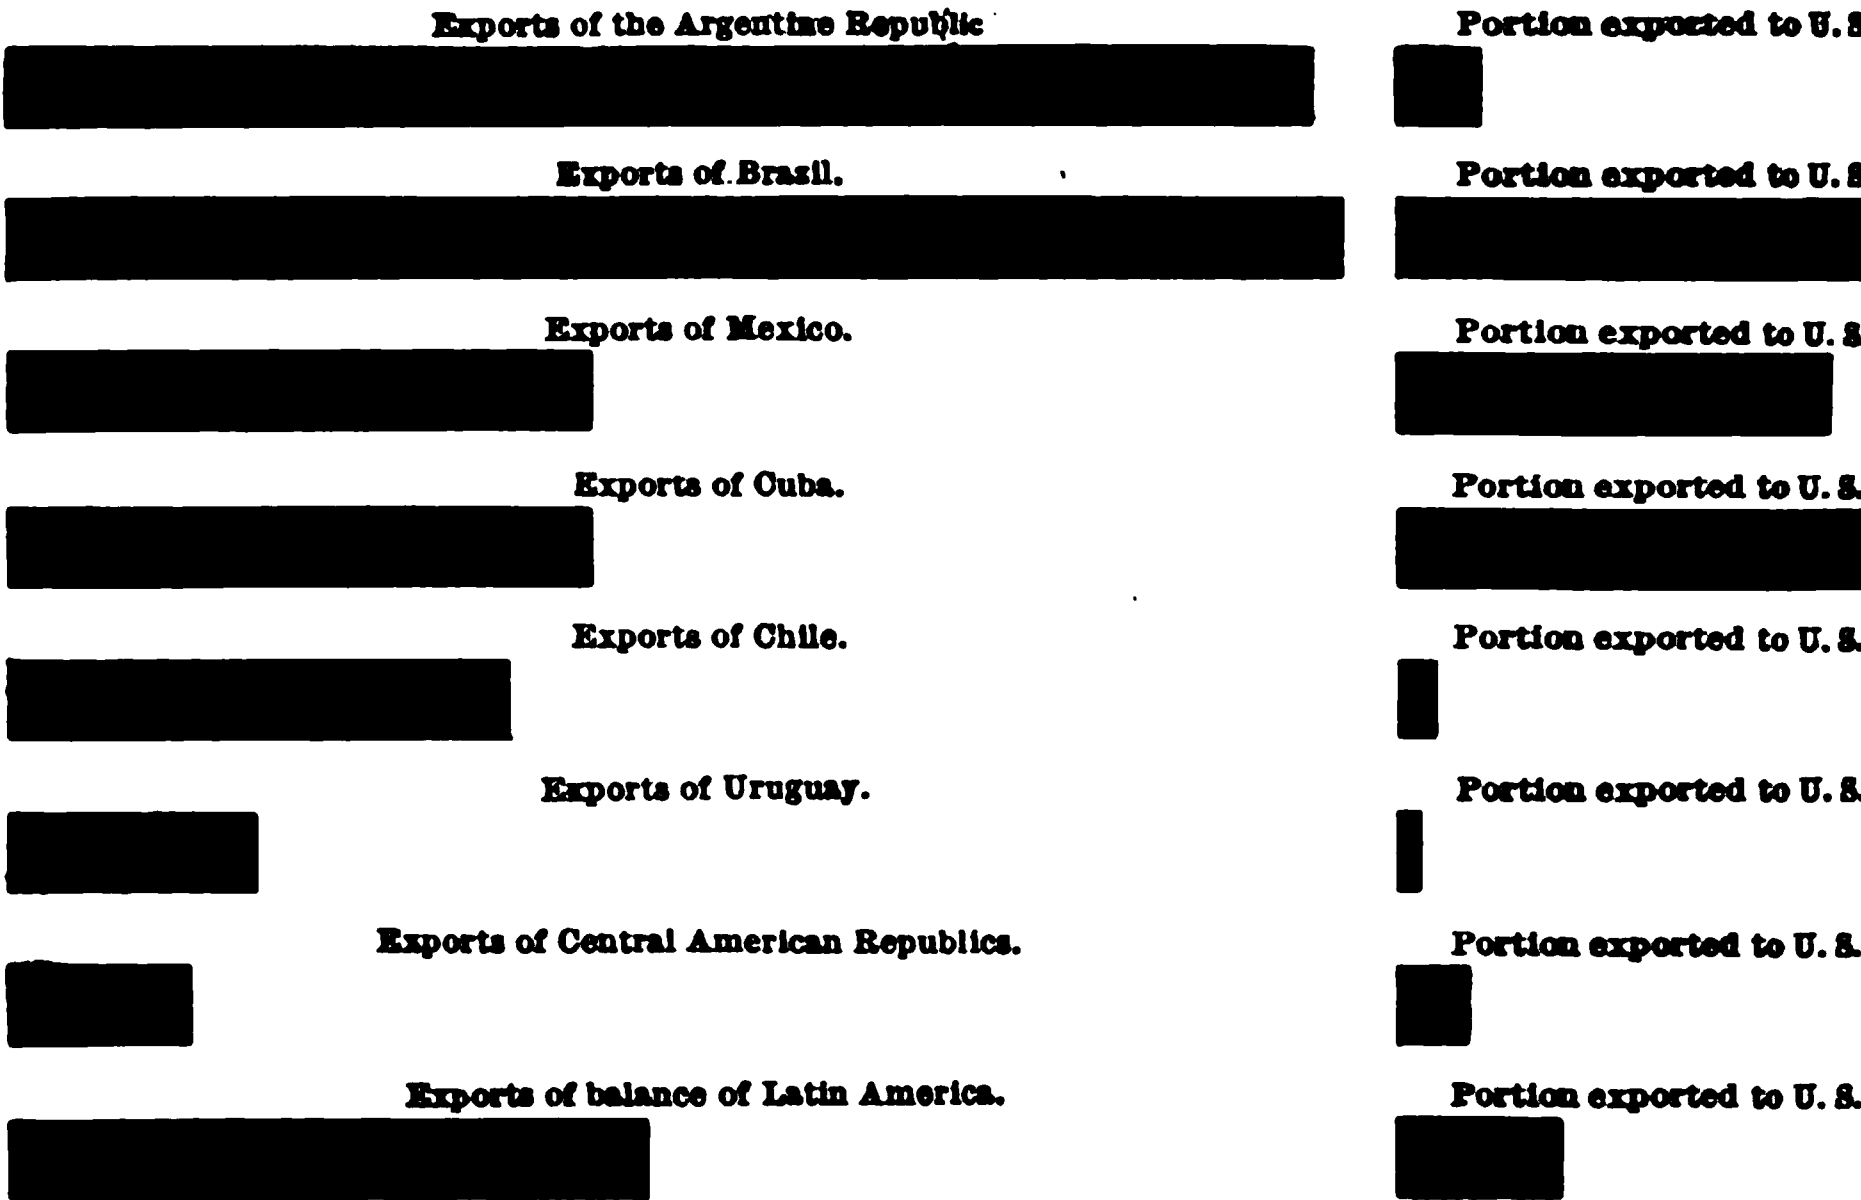 Exports of the Argentine Republic
Portion exported to U. S
Exports of Brazil.
Portion exported to U. S
Exports of Mexico.
Portion exported to U. S
Exports of Cuba.
Portion exported to U. S.
Exports of Chile.
Portion exported to U. S.
Exports of Uruguay.
Portion exported to U. S.
Exports of Central American Republics.
Portion exported to U. S.
Exports of balance of Latin America.
Portion exported to U. S.